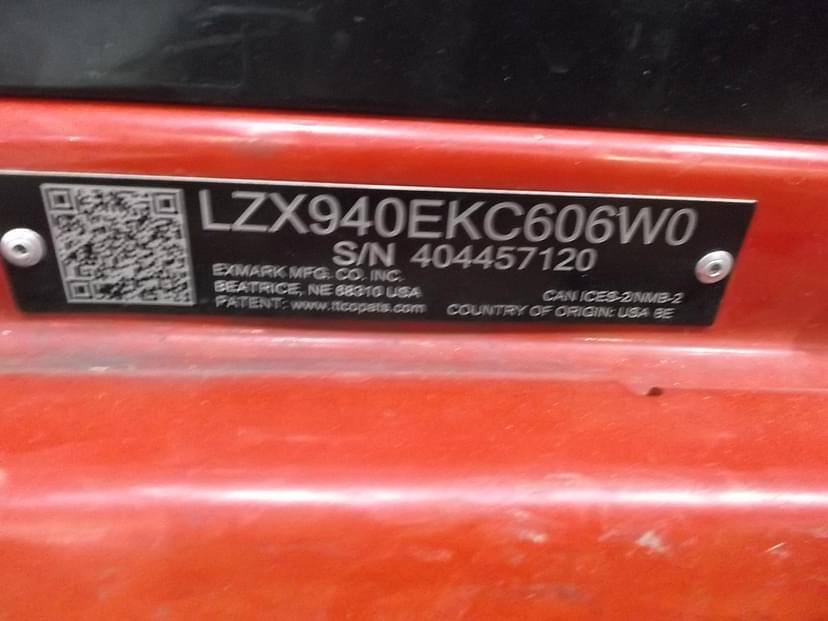 LZX940EKC606W0
S/N 404457120
EXMARK MFG. CO. INC.
BEATRICE, NE 68310 USA
PATENT: www.ttcopats.com
CAN ICES-2/NMB-2
COUNTRY OF ORIGIN: USA 6E